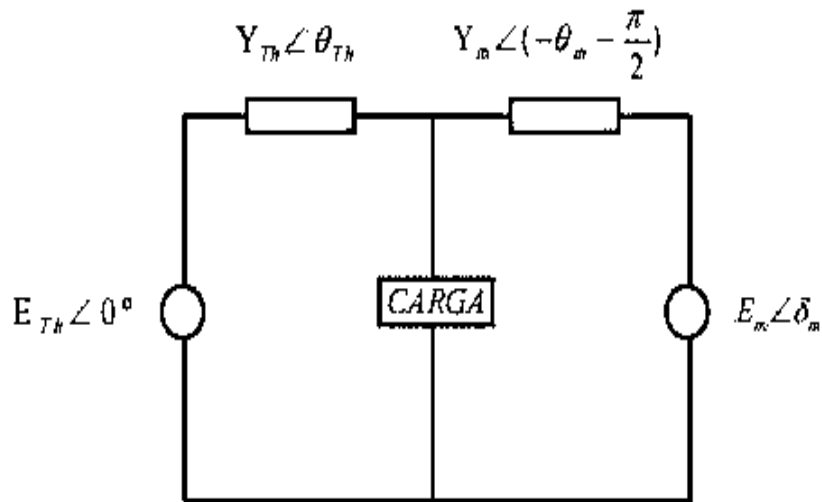 Y_Th∠θ_Th
Y_m∠(-θ_m - π/2)
E_Th∠0°
CARGA
E_m∠δ_m